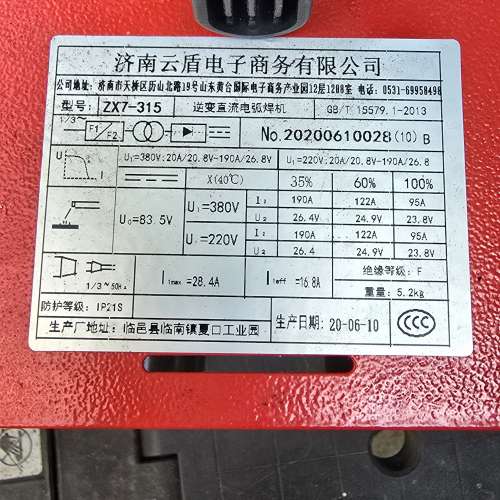 济南云盾电子商务有限公司
公司地址: 济南市天桥区历山北路19号山东黄台国际电子商务产业园12层1208室 电话: 0531-69958498
型号: ZX7-315 逆变直流电弧焊机 GB/T 15579.1-2013
1/3~ F1/F2 No.20200610028(10)B
U I U₁=380V:20A/20.8V-190A/26.8V U₁=220V:20A/20.8V-190A/26.8
X(40℃) 35% 60% 100%
U₀=83.5V U₁=380V I₂ 190A 122A 95A
U₂ 26.4V 24.9V 23.8V
U₁=220V I₂ 190A 122A 95A
U₂ 26.4 24.9V 23.8V
1/3~50Hz I₁max=28.4A I₁eff=16.8A 绝缘等级: F
重量: 5.2kg
防护等级: IP21S
生产厂地址: 临邑县临南镇夏口工业园 生产日期: 20-06-10 CCC